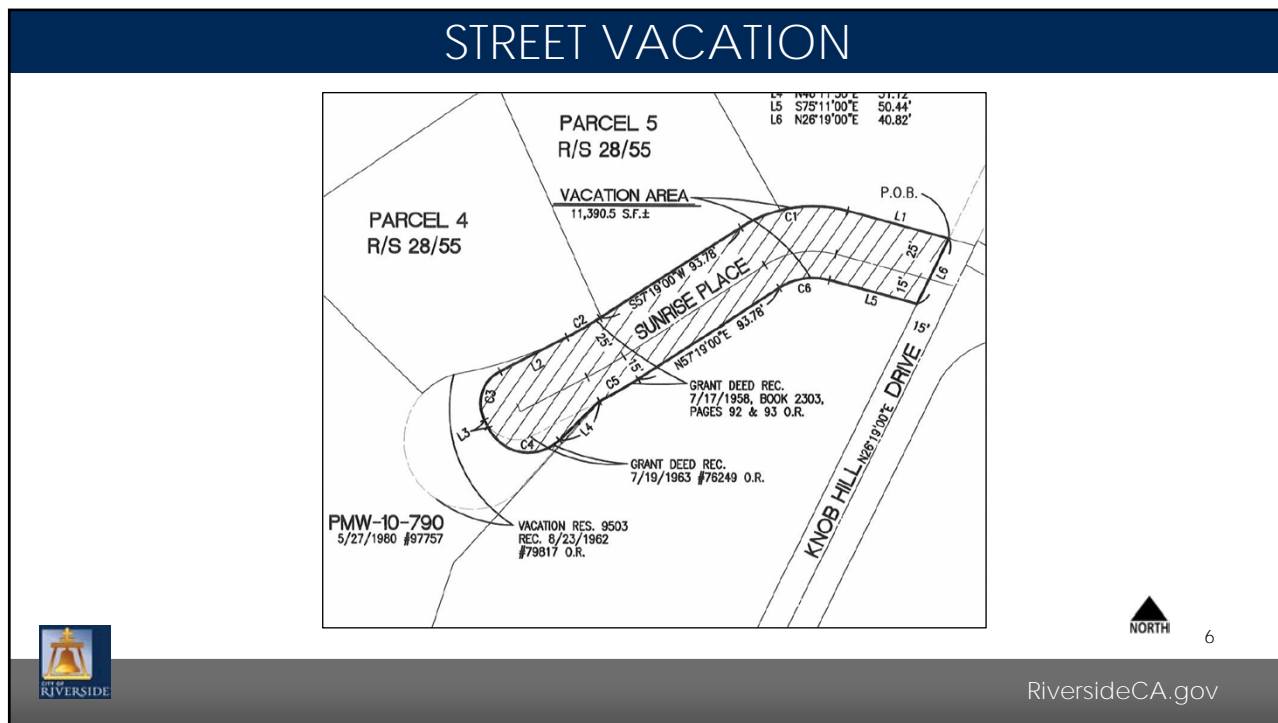 STREET VACATION
L5 S75°11'00"E 50.44'
L6 N26°19'00"E 40.82'
PARCEL 5
R/S 28/55
VACATION AREA
11,390.5 S.F.±
P.O.B.
PARCEL 4
R/S 28/55
C1
L1
25'
L6
15'
S57°19'00"W 93.78'
SUNRISE PLACE
C6
L5
15'
C2
25'
N57°19'00"E 93.78'
L2
15'
C5
C3
GRANT DEED REC.
7/17/1958, BOOK 2303,
PAGES 92 & 93 O.R.
L3
C4
L4
GRANT DEED REC.
7/19/1963 #76249 O.R.
KNOB HILL N26°19'00"E DRIVE
PMW-10-790
5/27/1980 #97757
VACATION RES. 9503
REC. 8/23/1962
#79817 O.R.
NORTH
6
CITY OF
RIVERSIDE
RiversideCA.gov